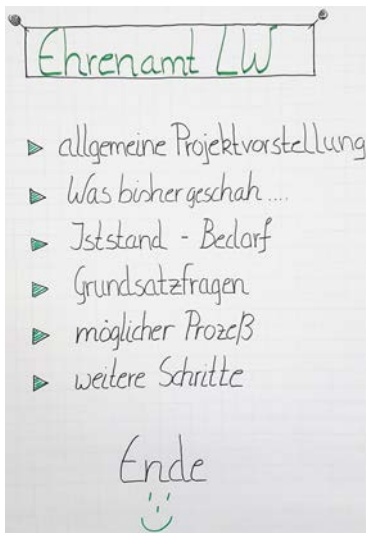 Ehrenamt LW
allgemeine Projektvorstellung
Was bisher geschah....
Iststand - Bedarf
Grundsatzfragen
möglicher Prozeß
weitere Schritte
Ende